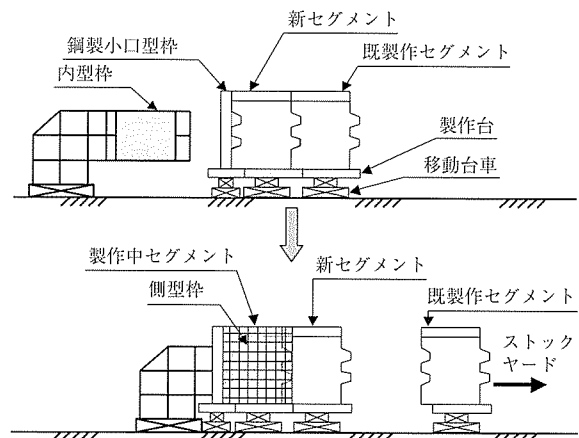 新セグメント
鋼製小口型枠
既製作セグメント
内型枠
製作台
移動台車
製作中セグメント
新セグメント
側型枠
既製作セグメント
ストック
ヤード